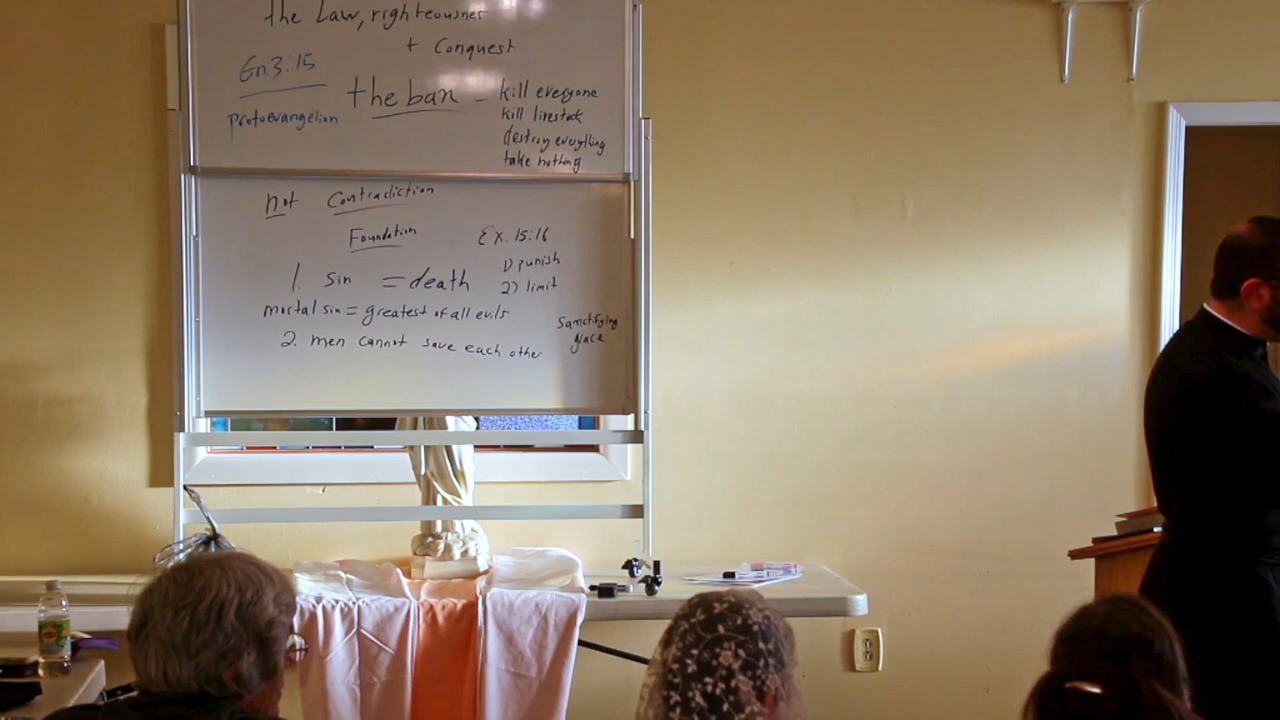 the Law, righteousness
+ Conquest
Gn. 3:15
protoevangelion
the ban – kill everyone
kill livestock
destroy everything
take nothing
not Contradiction
Foundation
Ex. 15:16
1) punish
2) limit
1. sin = death
mortal sin = greatest of all evils
Sanctifying
grace
2. men cannot save each other